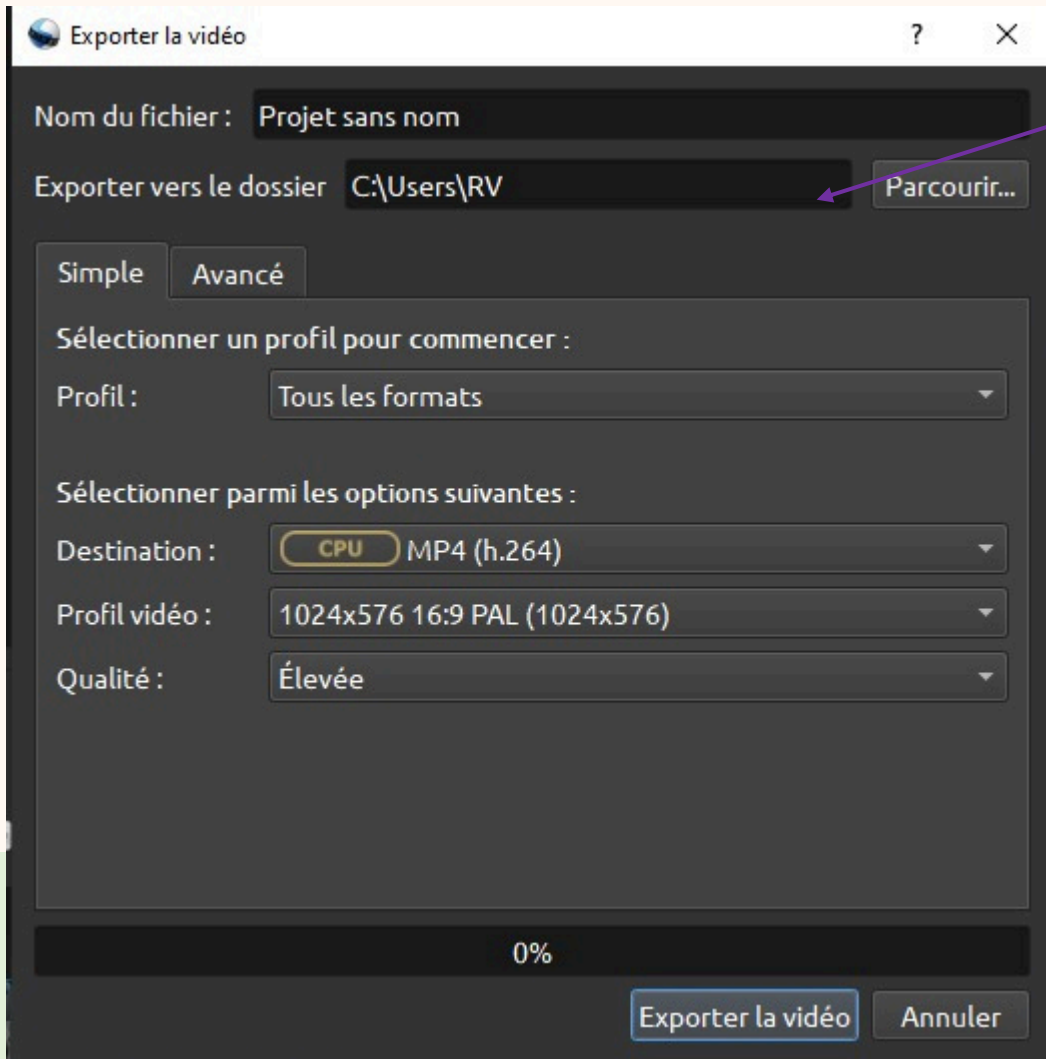 Exporter la vidéo ?
Nom du fichier : Projet sans nom
Exporter vers le dossier C:\Users\RV Parcourir...
Simple Avancé
Sélectionner un profil pour commencer :
Profil : Tous les formats
Sélectionner parmi les options suivantes :
Destination : CPU MP4 (h.264)
Profil vidéo : 1024x576 16:9 PAL (1024x576)
Qualité : Élevée
0%
Exporter la vidéo Annuler